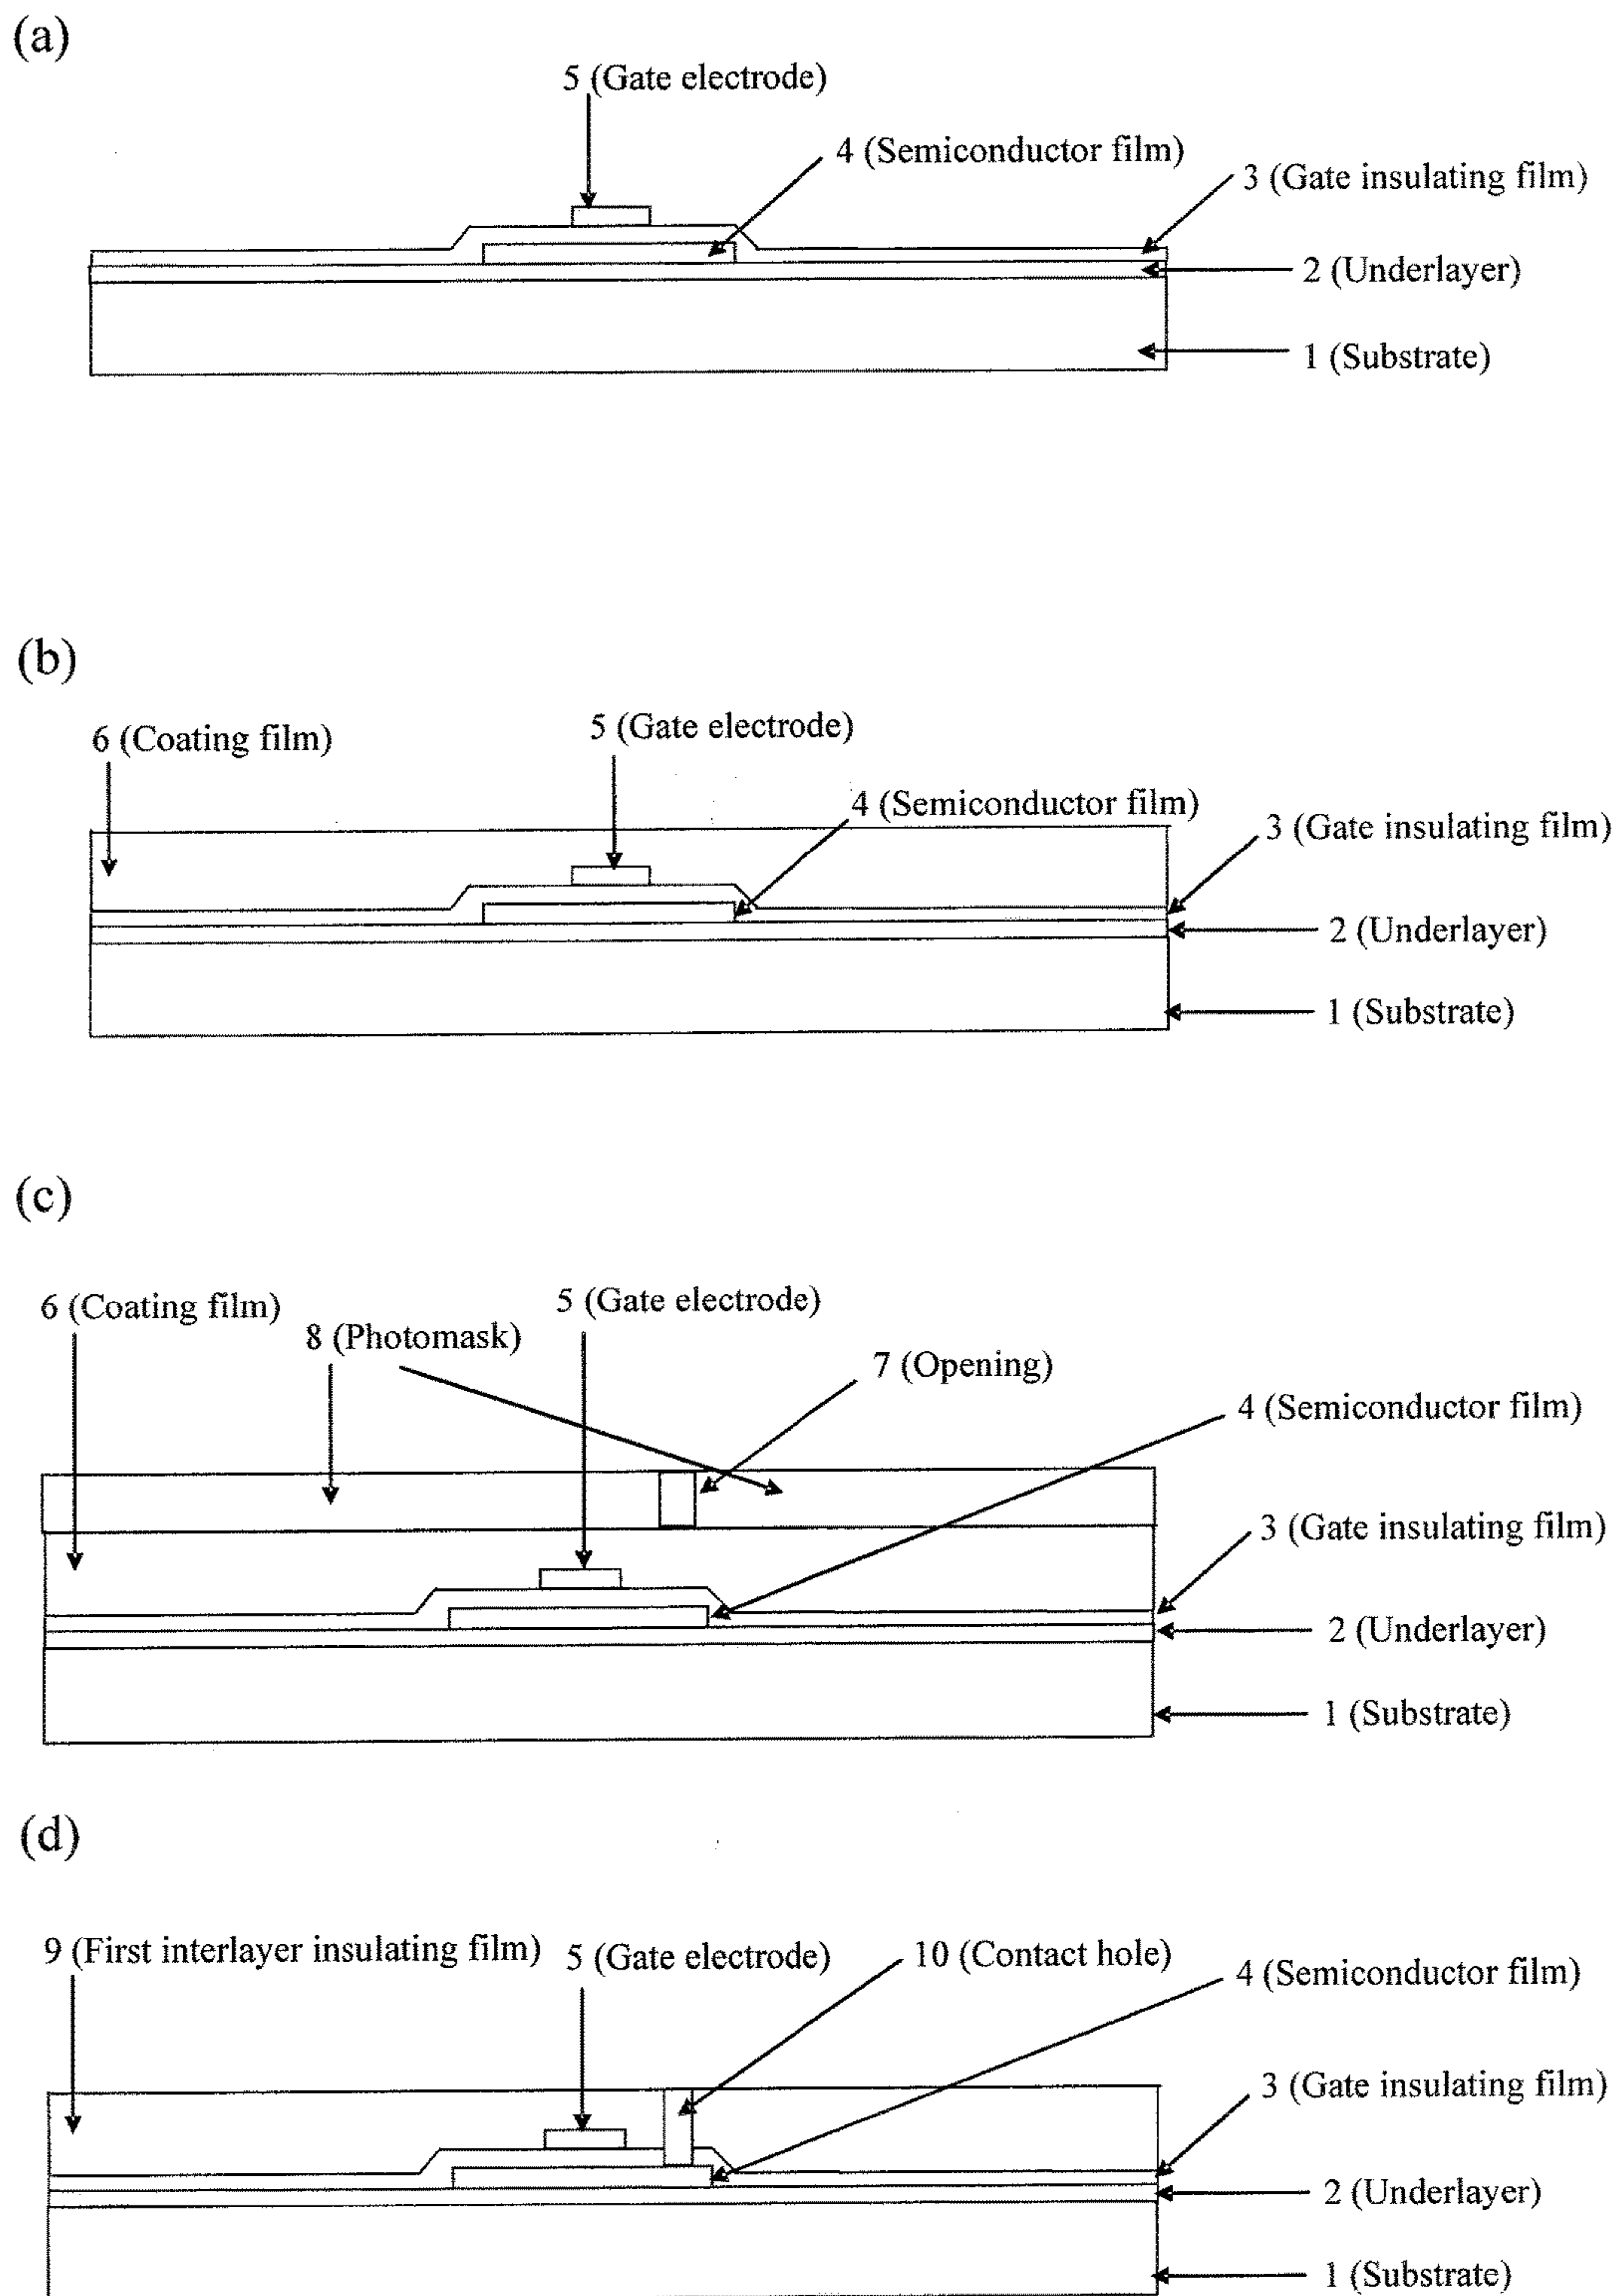 (a)
5 (Gate electrode)
4 (Semiconductor film)
3 (Gate insulating film)
2 (Underlayer)
1 (Substrate)
(b)
6 (Coating film)
5 (Gate electrode)
4 (Semiconductor film)
3 (Gate insulating film)
2 (Underlayer)
1 (Substrate)
(c)
6 (Coating film)
5 (Gate electrode)
8 (Photomask)
7 (Opening)
4 (Semiconductor film)
3 (Gate insulating film)
2 (Underlayer)
1 (Substrate)
(d)
9 (First interlayer insulating film)
5 (Gate electrode)
10 (Contact hole)
4 (Semiconductor film)
3 (Gate insulating film)
2 (Underlayer)
1 (Substrate)